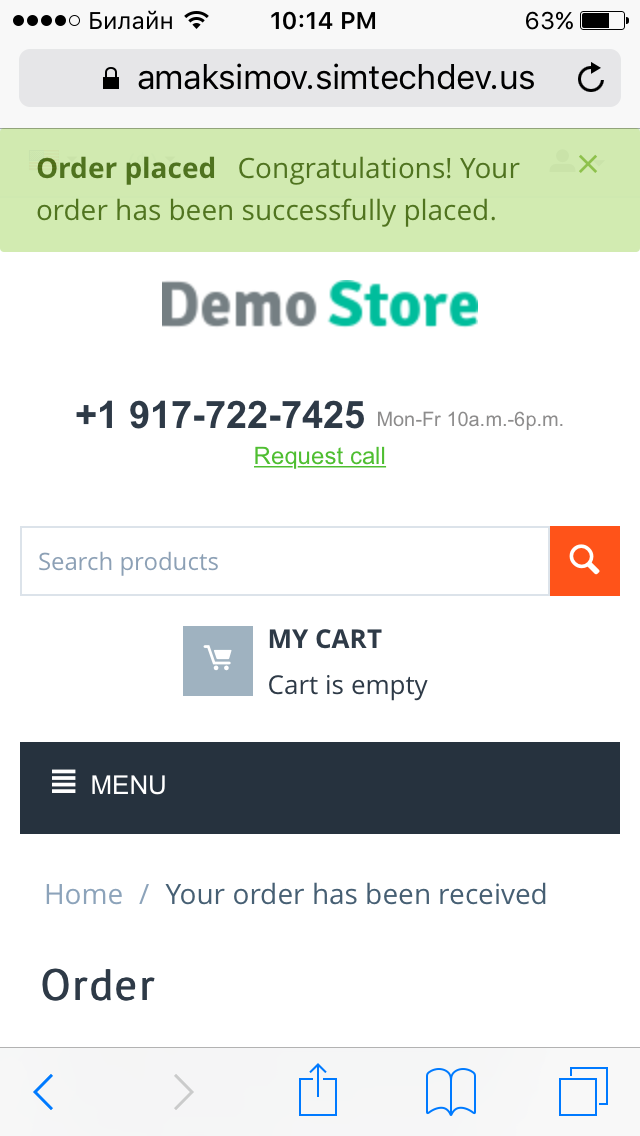 Билайн 10:14 PM 63%
amaksimov.simtechdev.us
Order placed Congratulations! Your
order has been successfully placed.
Demo Store
+1 917-722-7425 Mon-Fr 10a.m.-6p.m.
Request call
Search products
MY CART
Cart is empty
MENU
Home / Your order has been received
Order